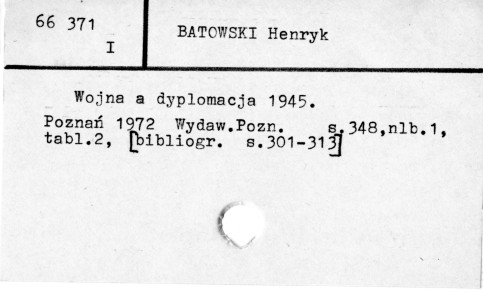 66 371
I
BATOWSKI Henryk
Wojna a dyplomacja 1945.
Poznań 1972 Wydaw.Pozn. s.348,nlb.1,
tabl.2, [bibliogr. s.301-313]